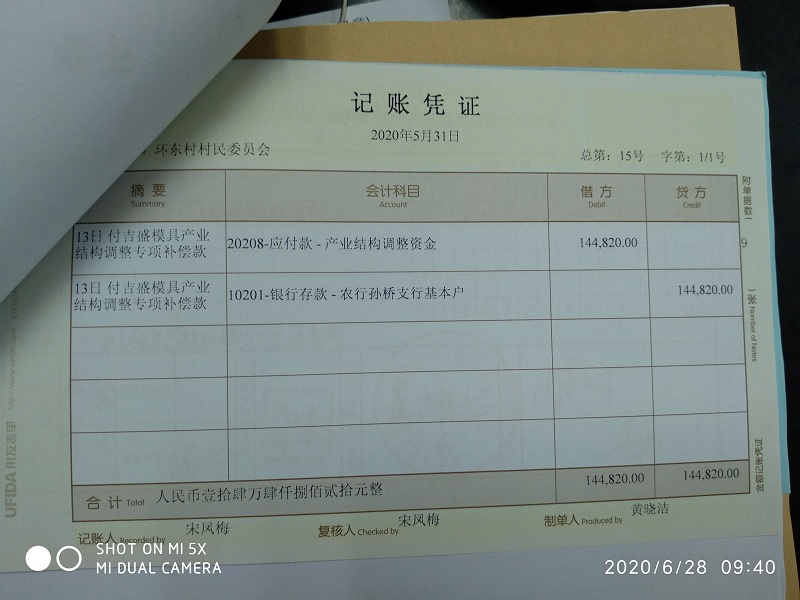 记账凭证
2020年5月31日
环东村村民委员会
总第：15号 字第：1/1号
摘要 会计科目 借方 贷方
Summary Account Debit Credit
附单据数（
9
张）
Number of Notes
13日 付吉盛模具产业
结构调整专项补偿款
20208-应付款 - 产业结构调整资金
144,820.00
13日 付吉盛模具产业
结构调整专项补偿款
10201-银行存款 - 农行孙桥支行基本户
144,820.00
合计 Total 人民币壹拾肆万肆仟捌佰贰拾元整 144,820.00 144,820.00
金额记账凭证
记账人 Recorded by 宋凤梅 复核人 Checked by 宋凤梅 制单人 Produced by 黄晓洁
UFIDA 用友表单
SHOT ON MI 5X
MI DUAL CAMERA
2020/6/28 09:40